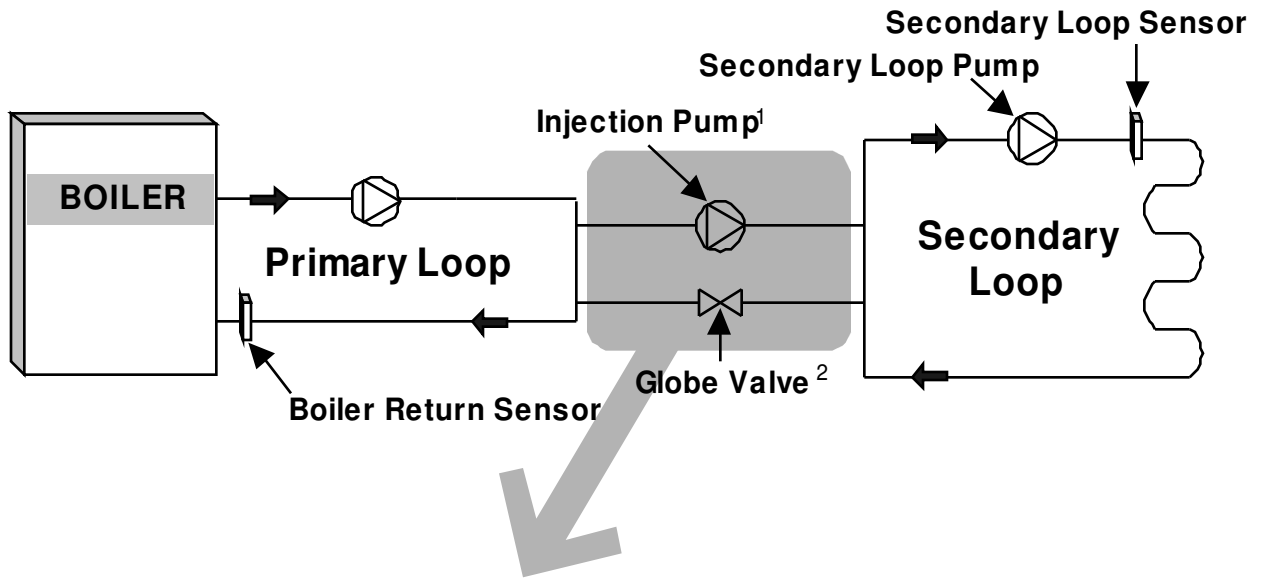 Secondary Loop Sensor
Secondary Loop Pump
Injection Pump1
BOILER
Primary Loop
Secondary
Loop
Globe Valve 2
Boiler Return Sensor